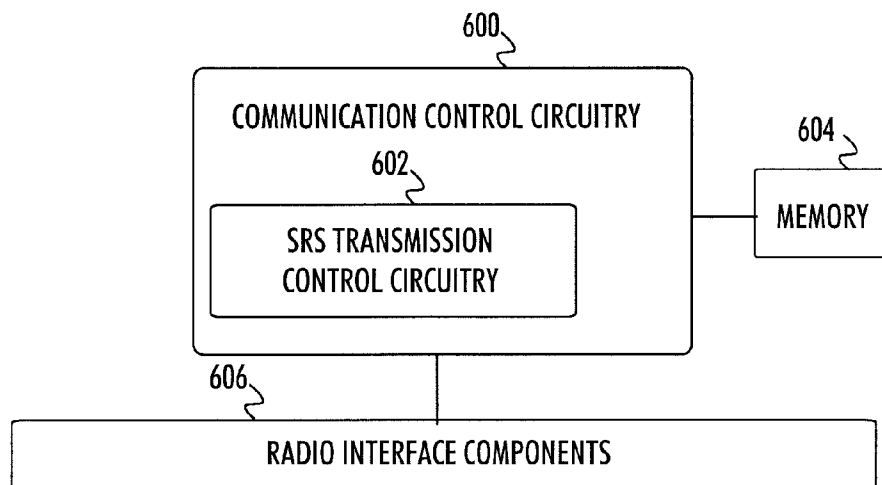 600
COMMUNICATION CONTROL CIRCUITRY
604
602
MEMORY
SRS TRANSMISSION
CONTROL CIRCUITRY
606
RADIO INTERFACE COMPONENTS